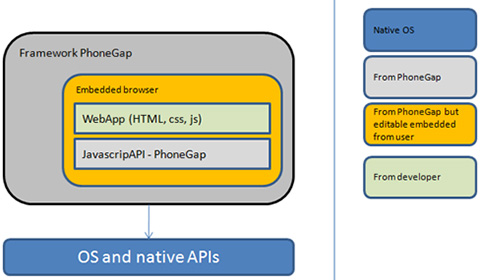 Framework PhoneGap
Embedded browser
WebApp (HTML, css, js)
JavascripAPI - PhoneGap
OS and native APIs
Native OS
From PhoneGap
From PhoneGap but
editable embedded
from user
From developer